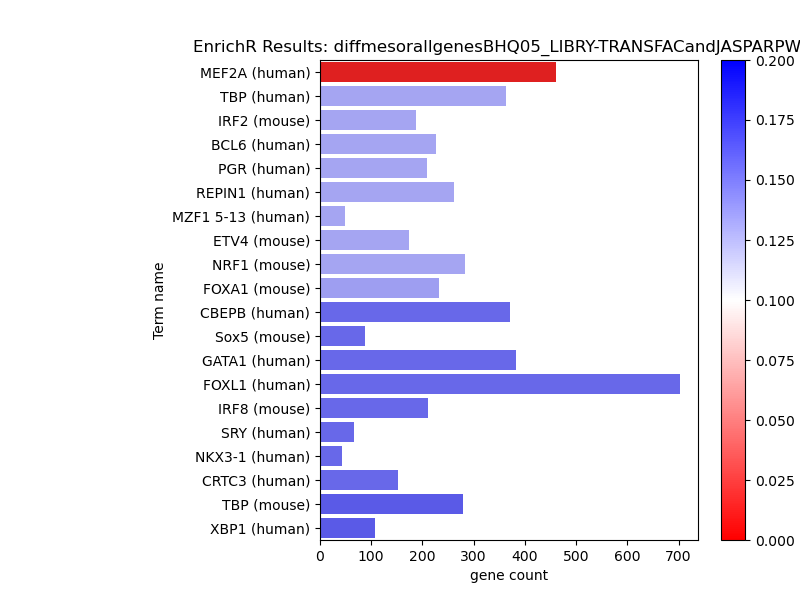 EnrichR Results: diffmesorallgenesBHQ05_LIBRY-TRANSFACandJASPARPW
MEF2A (human)
TBP (human)
IRF2 (mouse)
BCL6 (human)
PGR (human)
REPIN1 (human)
MZF1 5-13 (human)
ETV4 (mouse)
NRF1 (mouse)
FOXA1 (mouse)
CBEPB (human)
Sox5 (mouse)
GATA1 (human)
FOXL1 (human)
IRF8 (mouse)
SRY (human)
NKX3-1 (human)
CRTC3 (human)
TBP (mouse)
XBP1 (human)
Term name
0 100 200 300 400 500 600 700
gene count
0.200
0.175
0.150
0.125
0.100
0.075
0.050
0.025
0.000